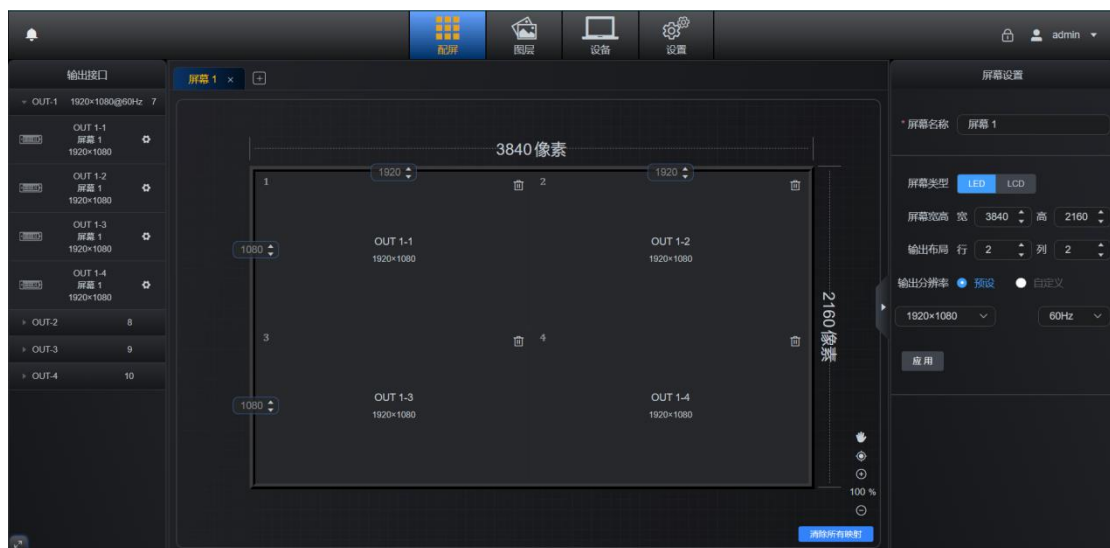 配屏
图层
设备
设置
admin
输出接口
OUT-1 1920×1080@60Hz 7
OUT 1-1
屏幕 1
1920×1080
OUT 1-2
屏幕 1
1920×1080
OUT 1-3
屏幕 1
1920×1080
OUT 1-4
屏幕 1
1920×1080
OUT-2 8
OUT-3 9
OUT-4 10
屏幕 1 ×
3840 像素
1920
1920
1
2
1080
OUT 1-1
1920×1080
OUT 1-2
1920×1080
2160 像素
3
4
1080
OUT 1-3
1920×1080
OUT 1-4
1920×1080
100 %
清除所有映射
屏幕设置
*屏幕名称 屏幕 1
屏幕类型 LED LCD
屏幕宽高 宽 3840 高 2160
输出布局 行 2 列 2
输出分辨率 预设 自定义
1920×1080 60Hz
应用